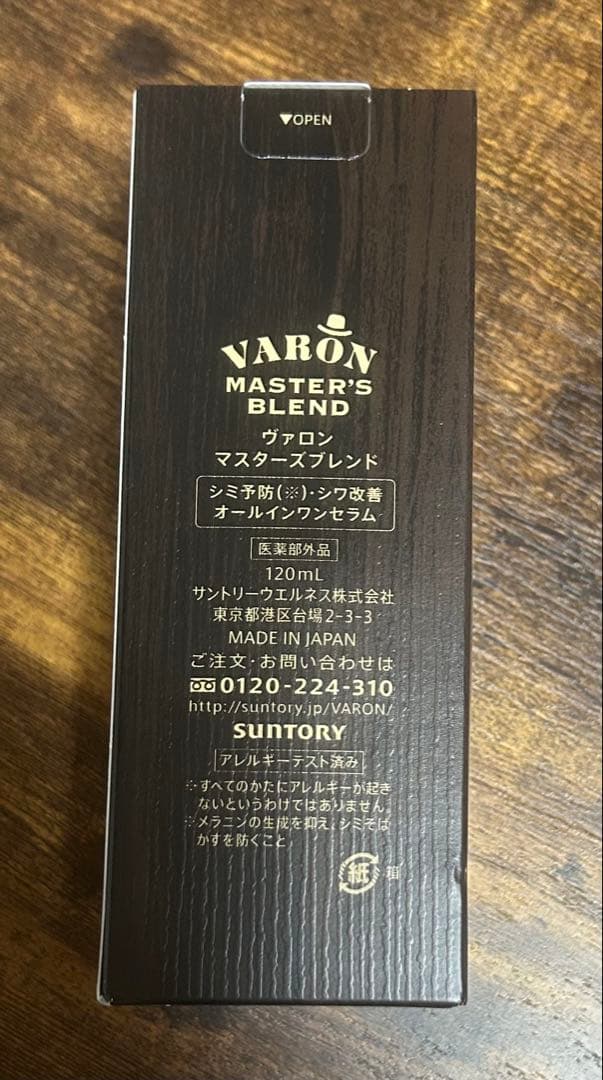 ▼OPEN
VARON
MASTER'S
BLEND
ヴァロン
マスターズブレンド
シミ予防(※)・シワ改善
オールインワンセラム
医薬部外品
120mL
サントリーウエルネス株式会社
東京都港区台場2-3-3
MADE IN JAPAN
ご注文・お問い合わせは
0120-224-310
http://suntory.jp/VARON/
SUNTORY
アレルギーテスト済み
※すべてのかたにアレルギーが起き
ないというわけではありません。
※メラニンの生成を抑え、シミそば
かすを防ぐこと
紙 箱